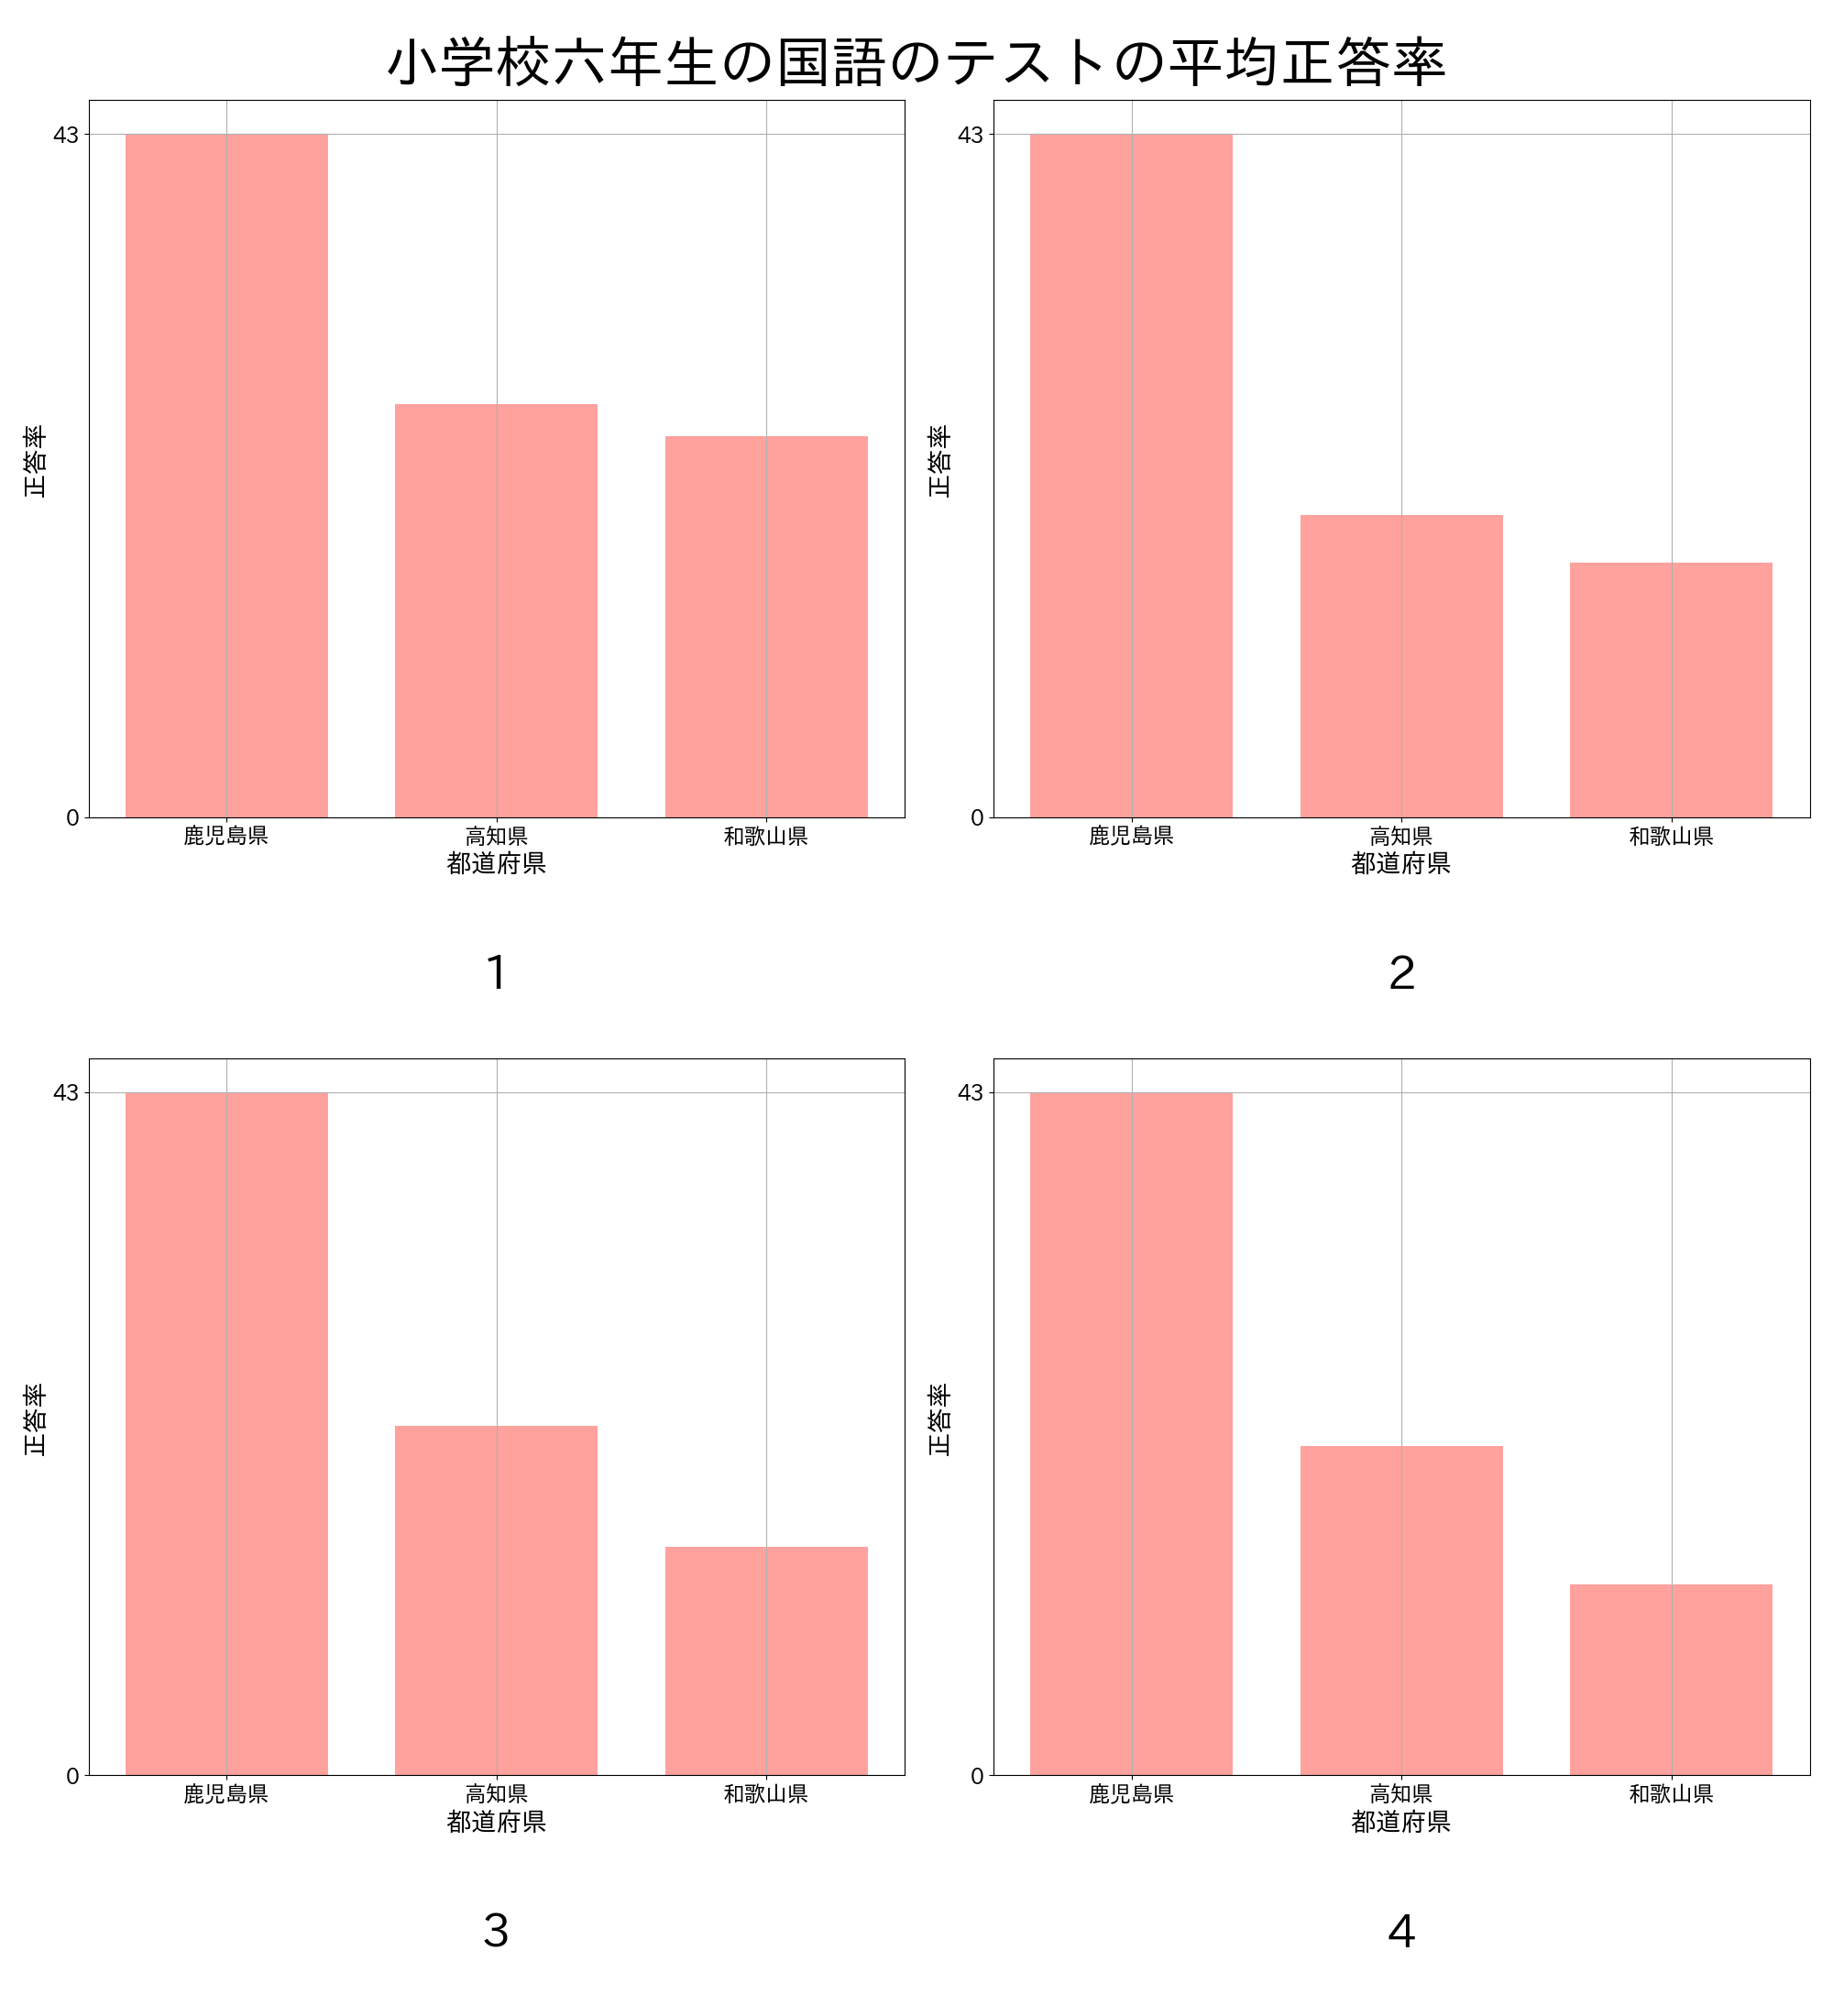 小学校六年生の国語のテストの平均正答率
43
0
正答率
鹿児島県 高知県 和歌山県
都道府県
1
43
0
正答率
鹿児島県 高知県 和歌山県
都道府県
2
43
0
正答率
鹿児島県 高知県 和歌山県
都道府県
3
43
0
正答率
鹿児島県 高知県 和歌山県
都道府県
4